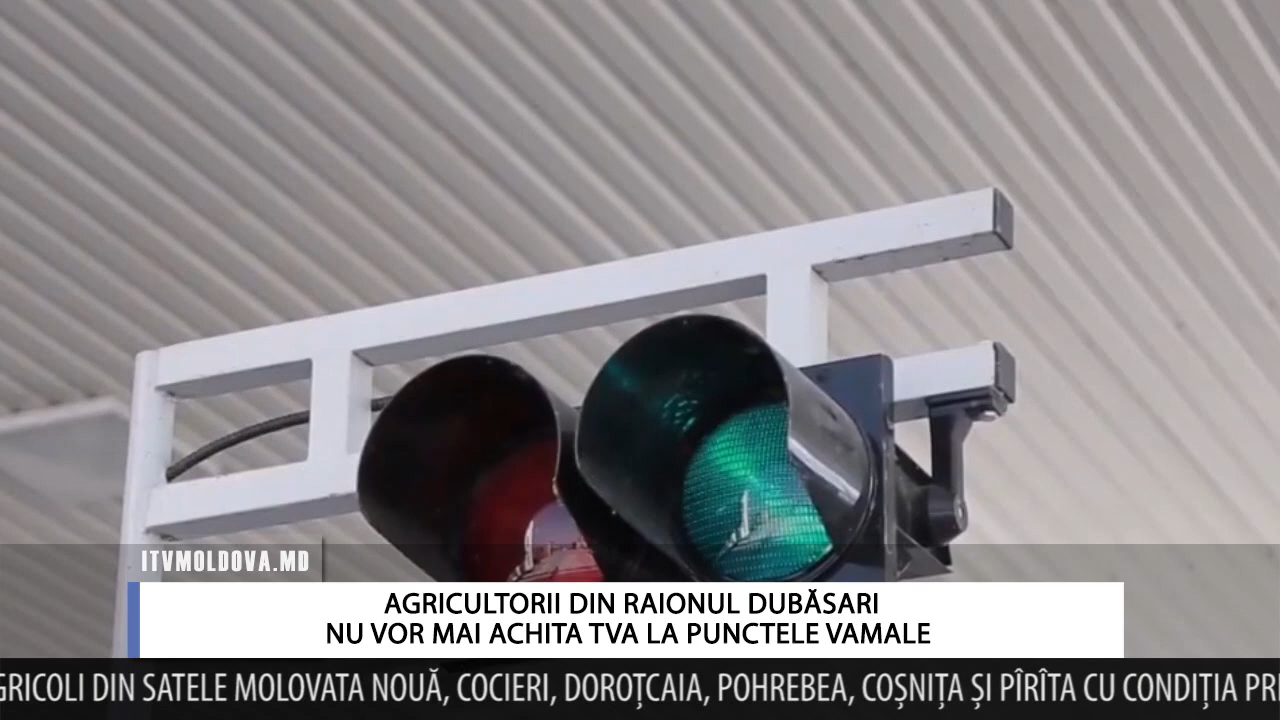 ITVMOLDOVA.MD
AGRICULTORII DIN RAIONUL DUBĂSARI
NU VOR MAI ACHITA TVA LA PUNCTELE VAMALE
GRICOLI DIN SATELE MOLOVATA NOUĂ, COCIERI, DOROȚCAIA, POHREBEA, COȘNIȚA ȘI PÎRÎTA CU CONDIȚIA PR